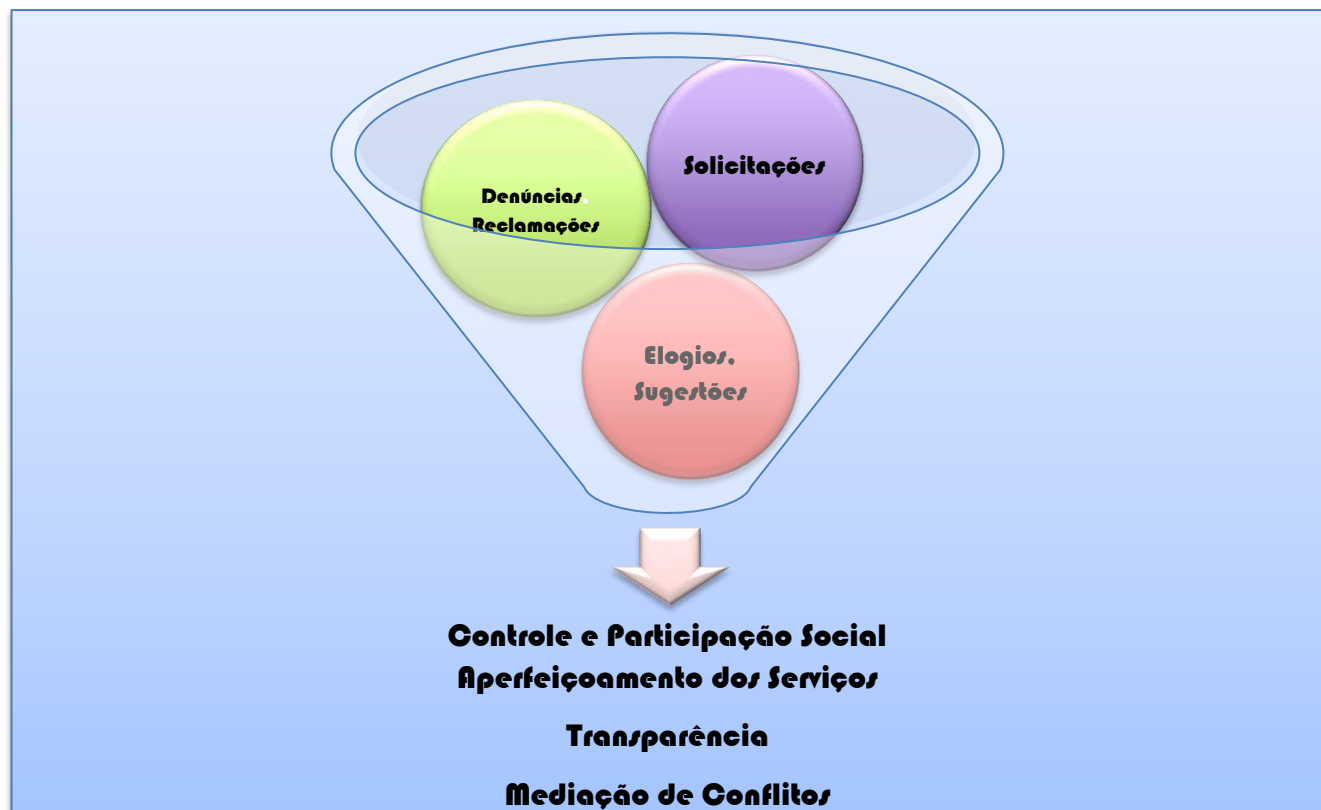 Solicitações
Denúncias,
Reclamações
Elogios,
Sugestões
Controle e Participação Social
Aperfeiçoamento dos Serviços
Transparência
Mediação de Conflitos